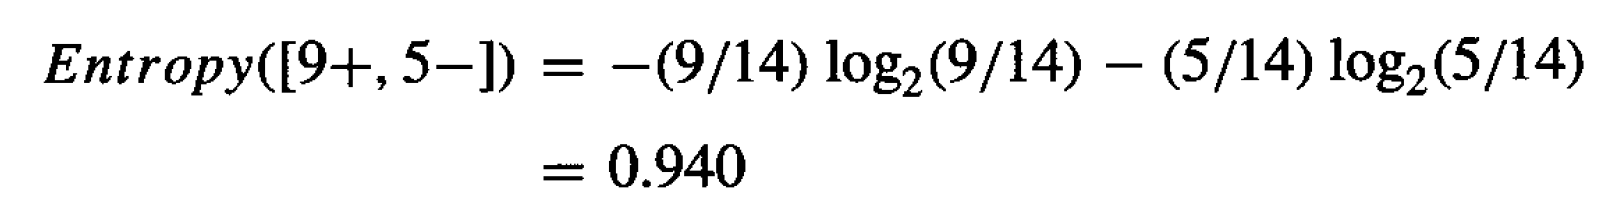 Entropy([9+, 5−]) = −(9/14) log₂(9/14) − (5/14) log₂(5/14)
= 0.940